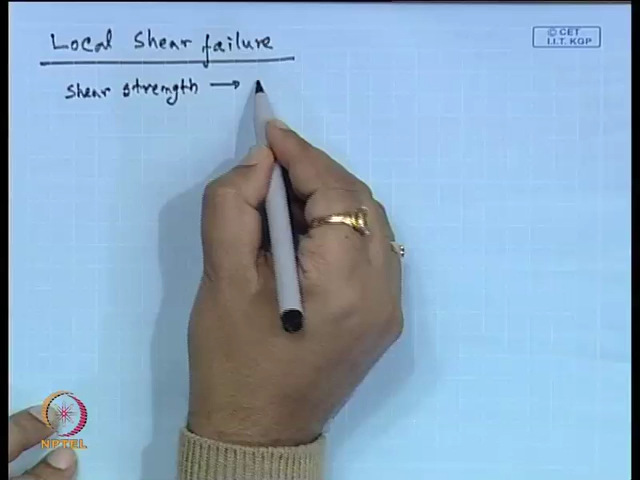 Local Shear failure
© CET
I.I.T. KGP
Shear strength →
NPTEL